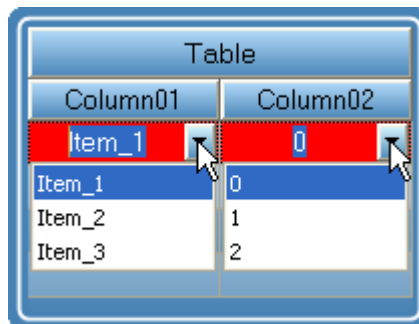 Table
Column01 Column02
Item_1 0
Item_1 0
Item_2 1
Item_3 2